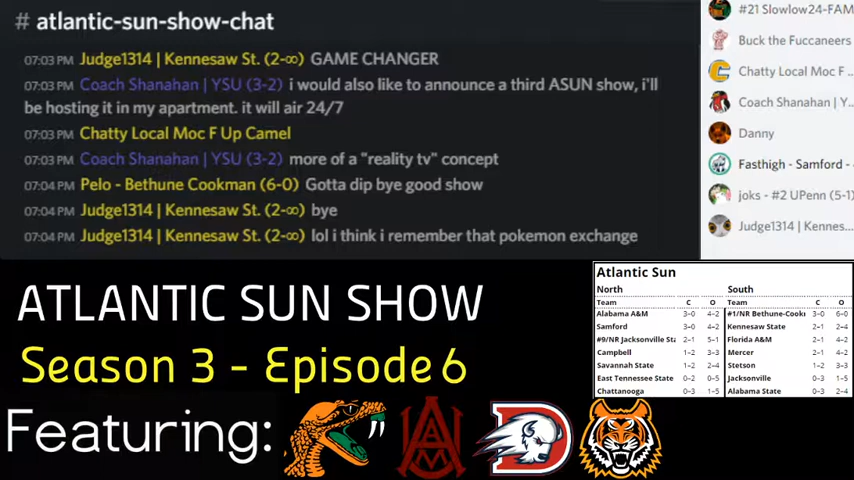 # atlantic-sun-show-chat
07:03 PM Judge1314 | Kennesaw St. (2-∞) GAME CHANGER
07:03 PM Coach Shanahan | YSU (3-2) i would also like to announce a third ASUN show, i'll
be hosting it in my apartment. it will air 24/7
07:03 PM Chatty Local Moc F Up Camel
07:03 PM Coach Shanahan | YSU (3-2) more of a "reality tv" concept
07:04 PM Pelo - Bethune Cookman (6-0) Gotta dip bye good show
07:04 PM Judge1314 | Kennesaw St. (2-∞) bye
07:04 PM Judge1314 | Kennesaw St. (2-∞) lol i think i remember that pokemon exchange
#21 Slowlow24-FAM
Buck the Fuccaneers
Chatty Local Moc F ...
Coach Shanahan | Y...
Danny
Fasthigh - Samford - ...
joks - #2 UPenn (5-1)
Judge1314 | Kennes...
ATLANTIC SUN SHOW
Season 3 - Episode 6
Featuring:
Atlantic Sun
North South
Team C O Team C O
Alabama A&M 3-0 4-2 #1/NR Bethune-Cooki 3-0 6-0
Samford 3-0 4-2 Kennesaw State 2-1 2-4
#9/NR Jacksonville Sta 2-1 5-1 Florida A&M 2-1 4-2
Campbell 1-2 3-3 Mercer 2-1 4-2
Savannah State 1-2 2-4 Stetson 1-2 3-3
East Tennessee State 0-2 0-5 Jacksonville 0-3 1-5
Chattanooga 0-3 1-5 Alabama State 0-3 2-4